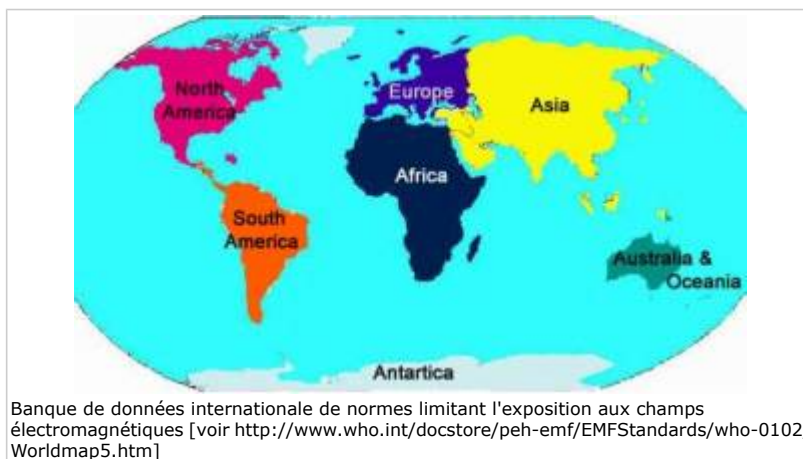 North
America
Europe
Asia
Africa
South
America
Australia &
Oceania
Antartica
Banque de données internationale de normes limitant l'exposition aux champs
électromagnétiques [voir http://www.who.int/docstore/peh-emf/EMFStandards/who-0102/
Worldmap5.htm]